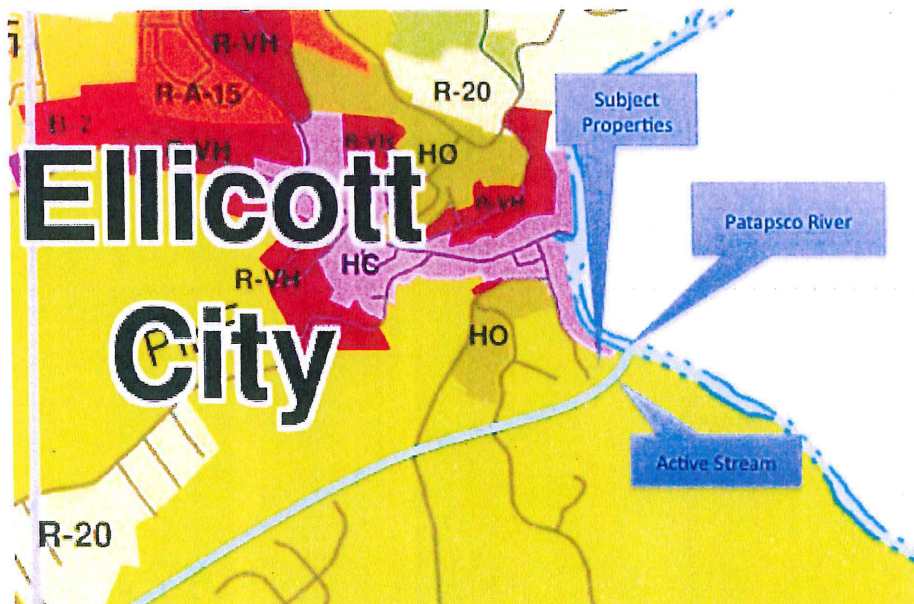 R-VH
R-A-15
R-20
Subject
Properties
B-2
R-VH
R-VH
HO
Ellicott
R-VH
Patapsco River
R-VH
HC
City
HO
Active Stream
R-20